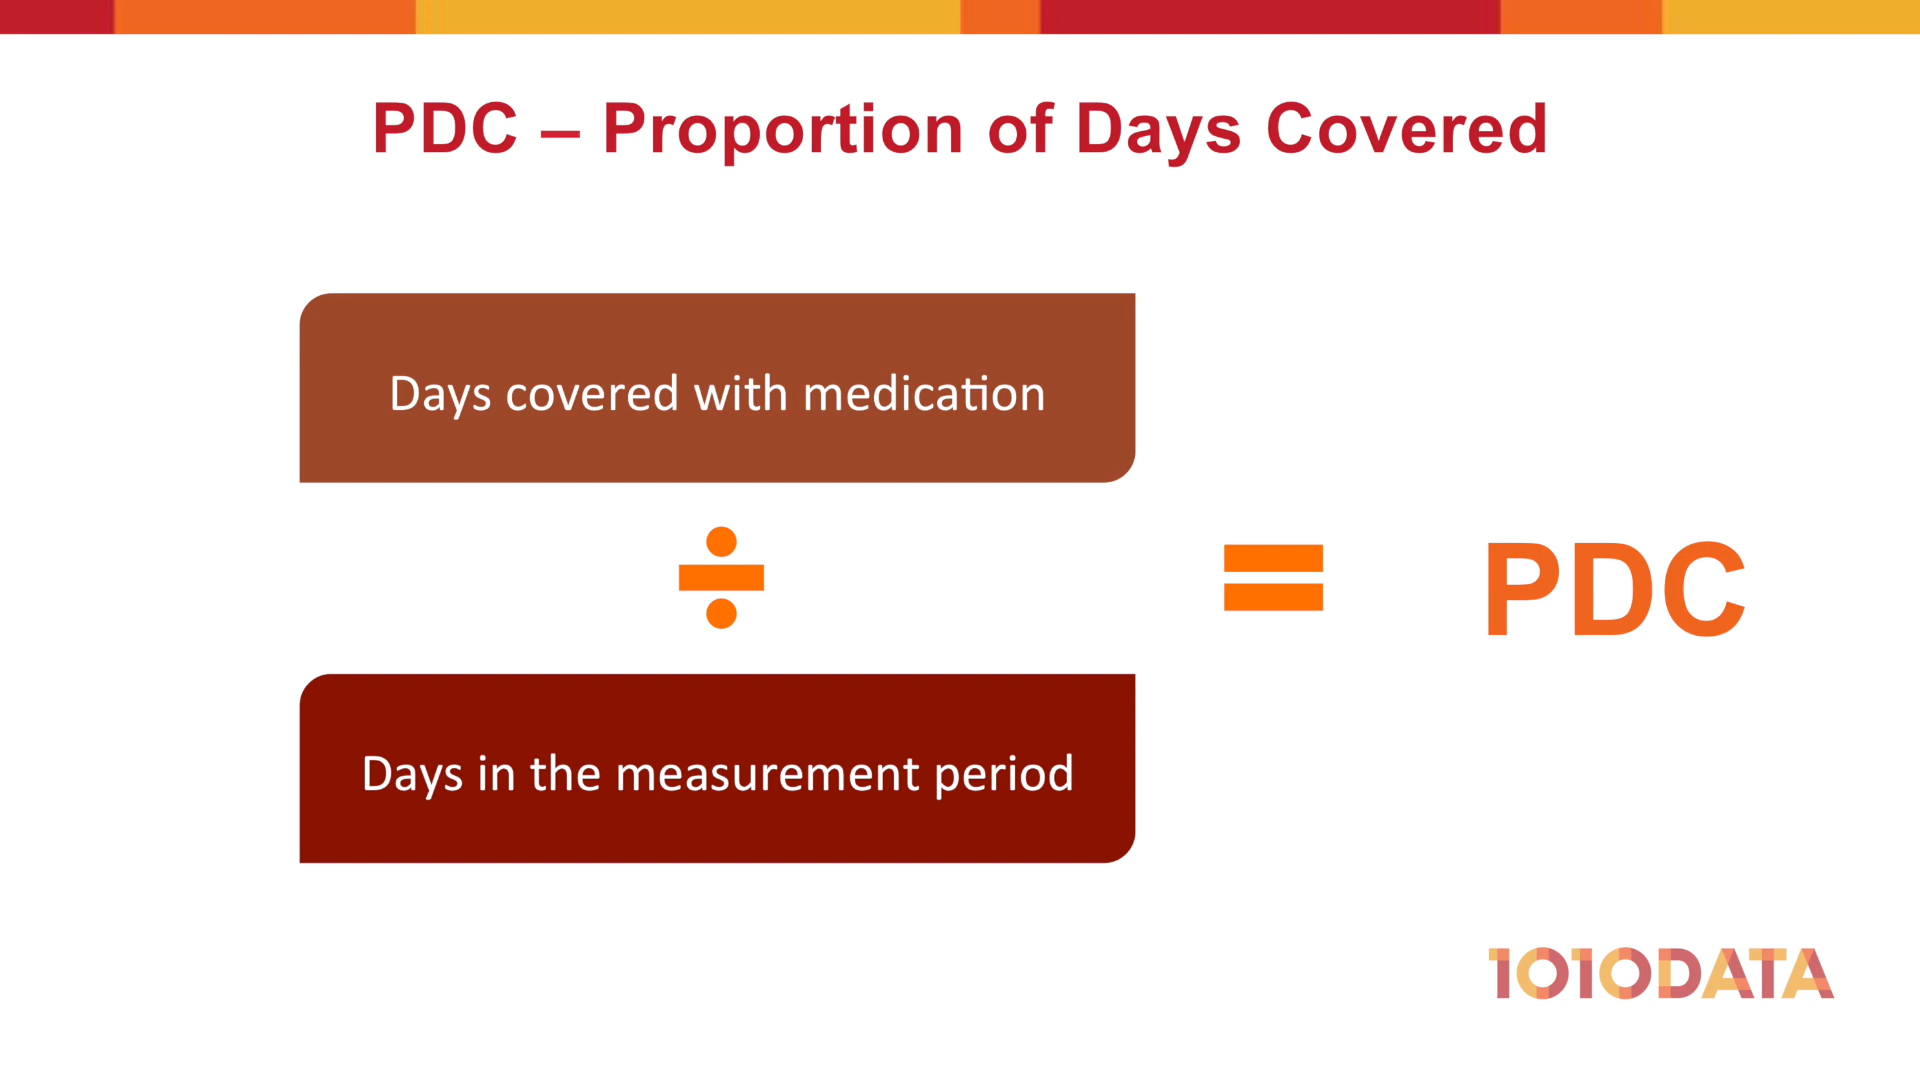 PDC – Proportion of Days Covered
Days covered with medication
÷
= PDC
Days in the measurement period
1010DATA